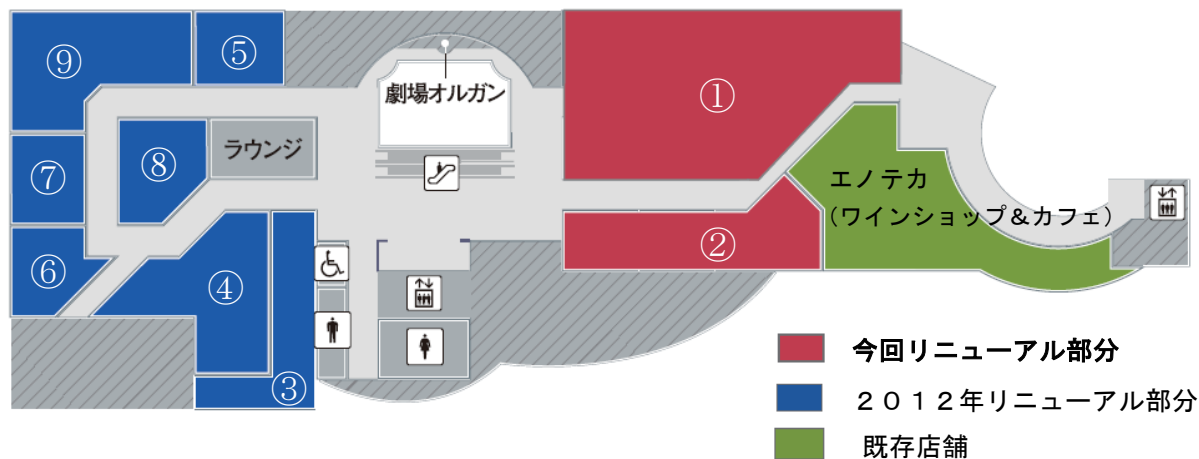 ⑨
⑤
①
劇場オルガン
⑦
⑧
ラウンジ
エノテカ
（ワインショップ&カフェ）
⑥
④
②
③
今回リニューアル部分
２０１２年リニューアル部分
既存店舗